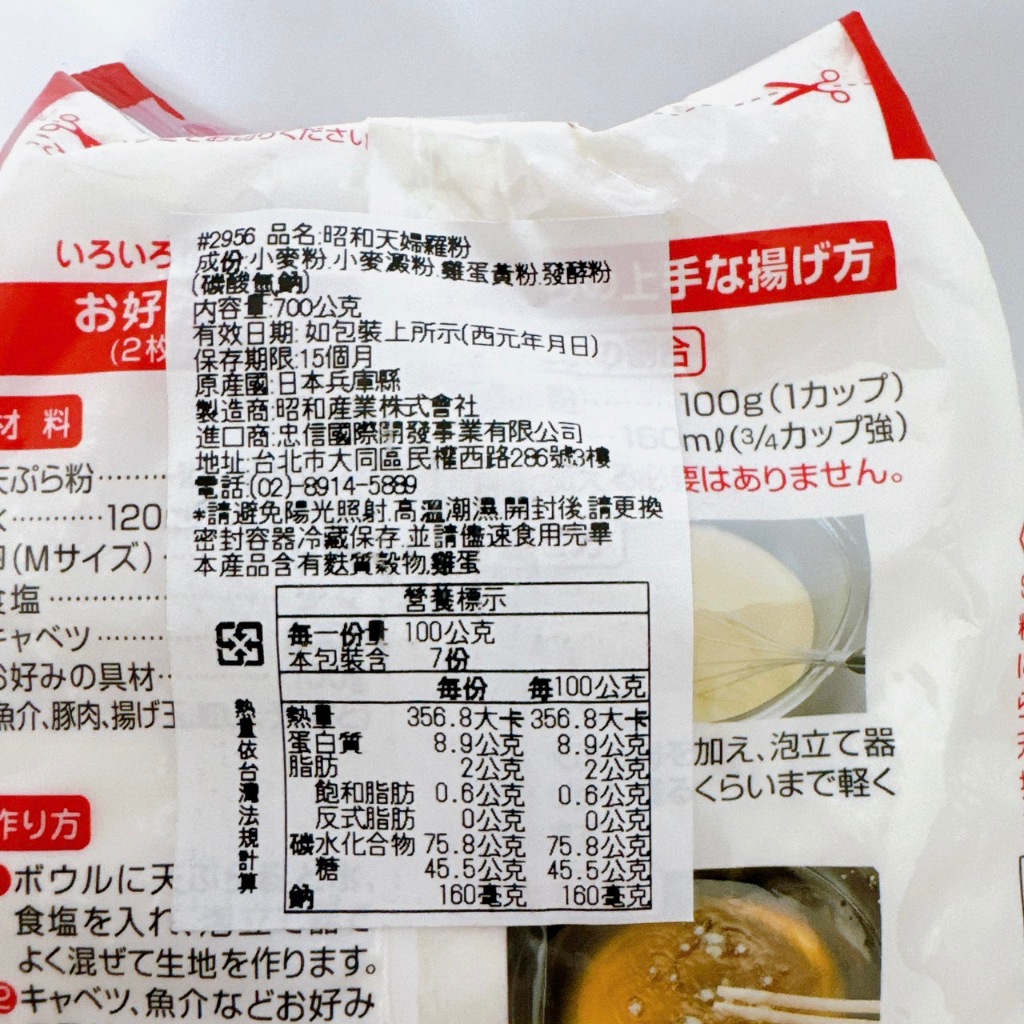 てお切りください
いろいろ
お好
(2枚
材 料
天ぷら粉………
水…………120
卵(Mサイズ)
食塩…………
キャベツ………
お好みの具材…
魚介、豚肉、揚げ玉
作り方
ボウルに天
食塩を入れ、泡立て器で
よく混ぜて生地を作ります。
❷キャベツ、魚介などお好み
#2956 品名:昭和天婦羅粉
成份:小麥粉.小麥澱粉.雞蛋黃粉.發酵粉
(碳酸氫鈉)
內容量:700公克
有效日期: 如包裝上所示(西元年月日)
保存期限:15個月
原產國:日本兵庫縣
製造商:昭和産業株式會社
進口商:忠信國際開發事業有限公司
地址:台北市大同區民權西路286號3樓
電話:(02)-8914-5889
*請避免陽光照射.高溫潮濕.開封後,請更換
密封容器冷藏保存,並請儘速食用完畢
本產品含有麩質穀物,雞蛋
營養標示
每一份量 100公克
本包裝含 7份
每份 每100公克
熱量 356.8大卡 356.8大卡
蛋白質 8.9公克 8.9公克
脂肪 2公克 2公克
飽和脂肪 0.6公克 0.6公克
反式脂肪 0公克 0公克
碳水化合物 75.8公克 75.8公克
糖 45.5公克 45.5公克
鈉 160毫克 160毫克
熱量依台灣法規計算
上手な揚げ方
の割合
100g(1カップ)
160mℓ(3/4カップ強)
要はありません。
加え、泡立て器
くらいまで軽く